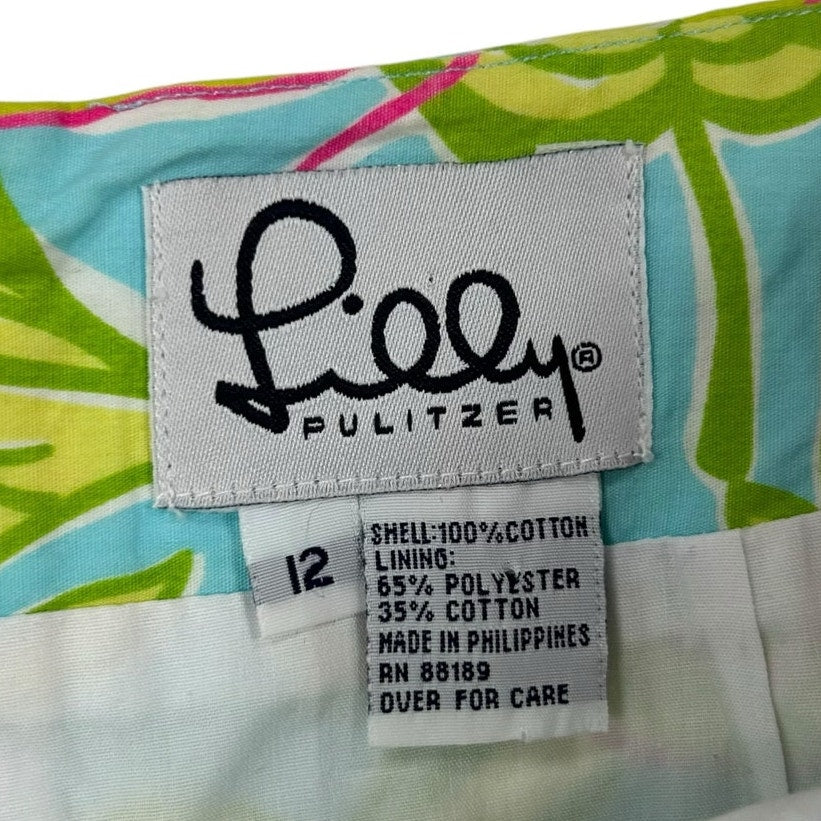 Lilly®
PULITZER
12
SHELL:100%COTTON
LINING:
65% POLYESTER
35% COTTON
MADE IN PHILIPPINES
RN 88189
OVER FOR CARE